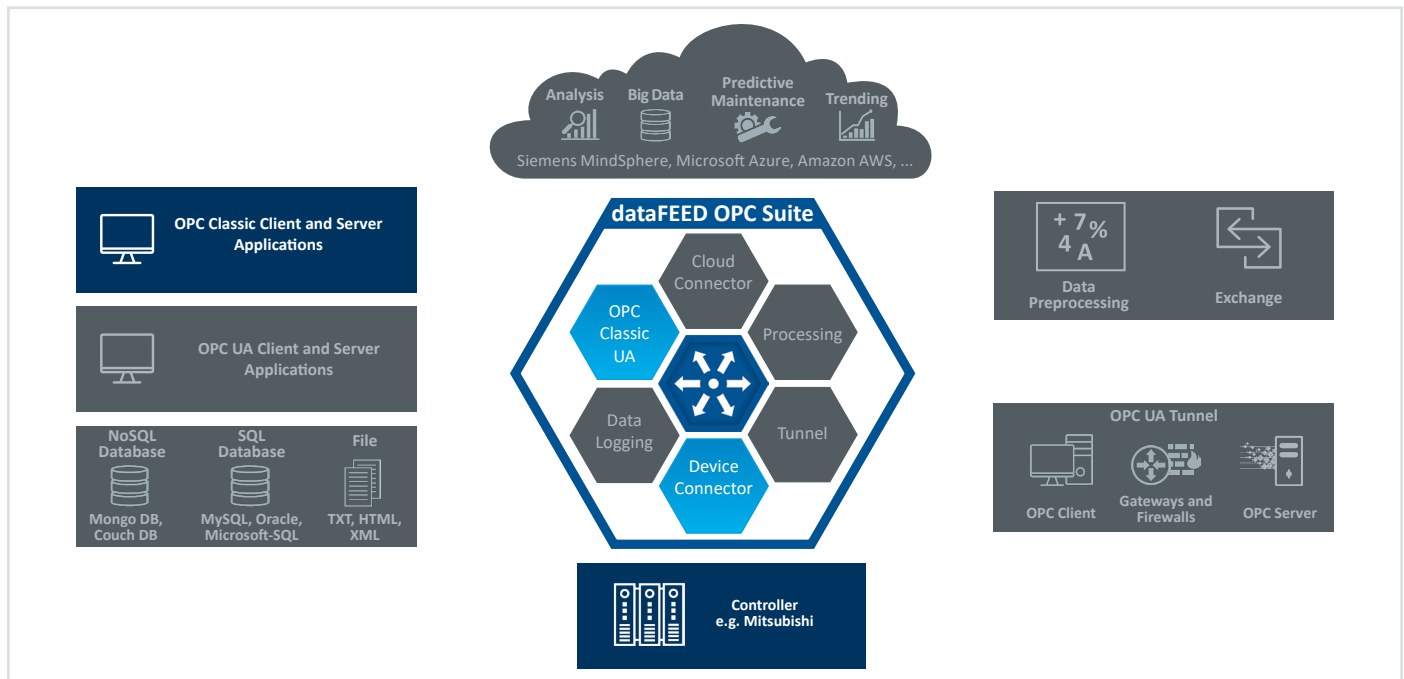 Analysis
Big Data
Predictive
Maintenance
Trending
Siemens MindSphere, Microsoft Azure, Amazon AWS, ...
OPC Classic Client and Server
Applications
OPC UA Client and Server
Applications
NoSQL
Database
Mongo DB,
Couch DB
SQL
Database
MySQL, Oracle,
Microsoft-SQL
File
TXT, HTML,
XML
dataFEED OPC Suite
Cloud
Connector
OPC
Classic
UA
Processing
Data
Logging
Tunnel
Device
Connector
Controller
e.g. Mitsubishi
+ 7%
4 A
Data
Preprocessing
Exchange
OPC UA Tunnel
OPC Client
Gateways and
Firewalls
OPC Server